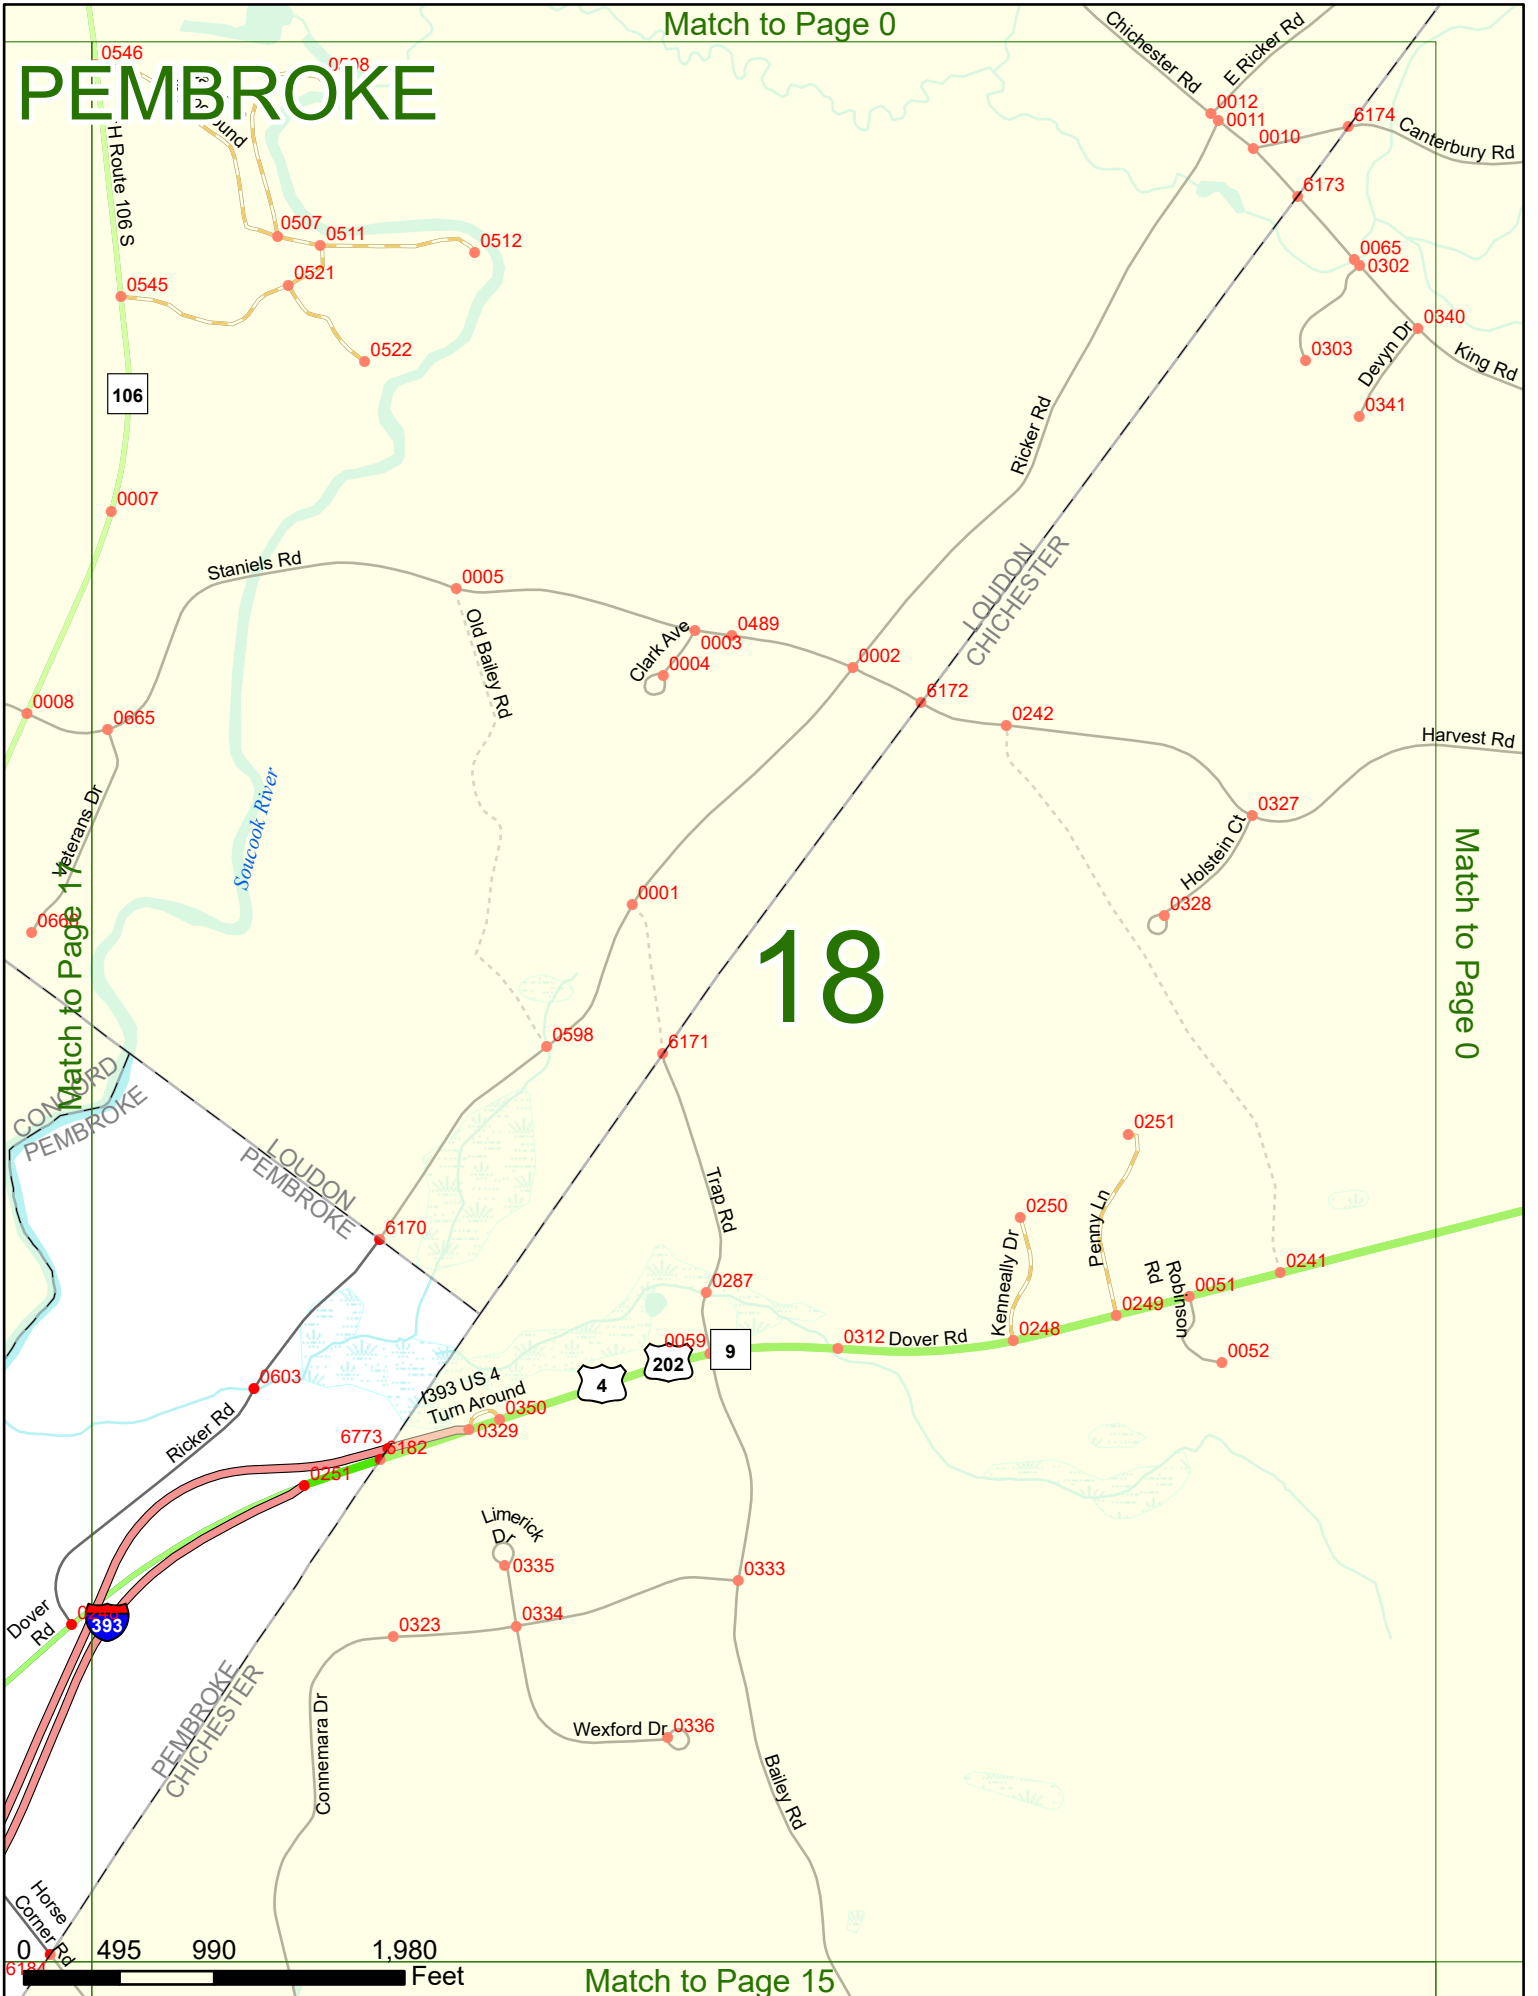 Match to Page 0
PEMBROKE
0546
0508
ound
H Route 106 S
Chichester Rd
E Ricker Rd
0012
0011
0010
6174
Canterbury Rd
6173
0507
0511
0512
0521
0545
0522
0065
0302
0340
0303
Devyn Dr
King Rd
0341
106
Ricker Rd
0007
LOUDON
CHICHESTER
Staniels Rd
0005
Old Bailey Rd
Clark Ave
0003
0489
0004
0002
6172
0242
Harvest Rd
0008
0665
Veterans Dr
Soucook River
0327
Holstein Ct
0328
Match to Page 17
Match to Page 0
0001
18
0598
6171
CONCORD
PEMBROKE
LOUDON
PEMBROKE
6170
Trap Rd
0251
0250
Penny Ln
Kenneally Dr
Robinson
Rd
0241
0051
0249
0248
0052
0287
0059
9
0312
Dover Rd
202
4
0603
I393 US 4
Turn Around
0350
0329
Ricker Rd
6773
6182
0251
Limerick
Dr
0335
0333
0334
0323
Dover
Rd
393
PEMBROKE
CHICHESTER
Connemara Dr
Wexford Dr
0336
Bailey Rd
Horse
Corner Rd
6184
0 495 990 1,980
Feet
Match to Page 15